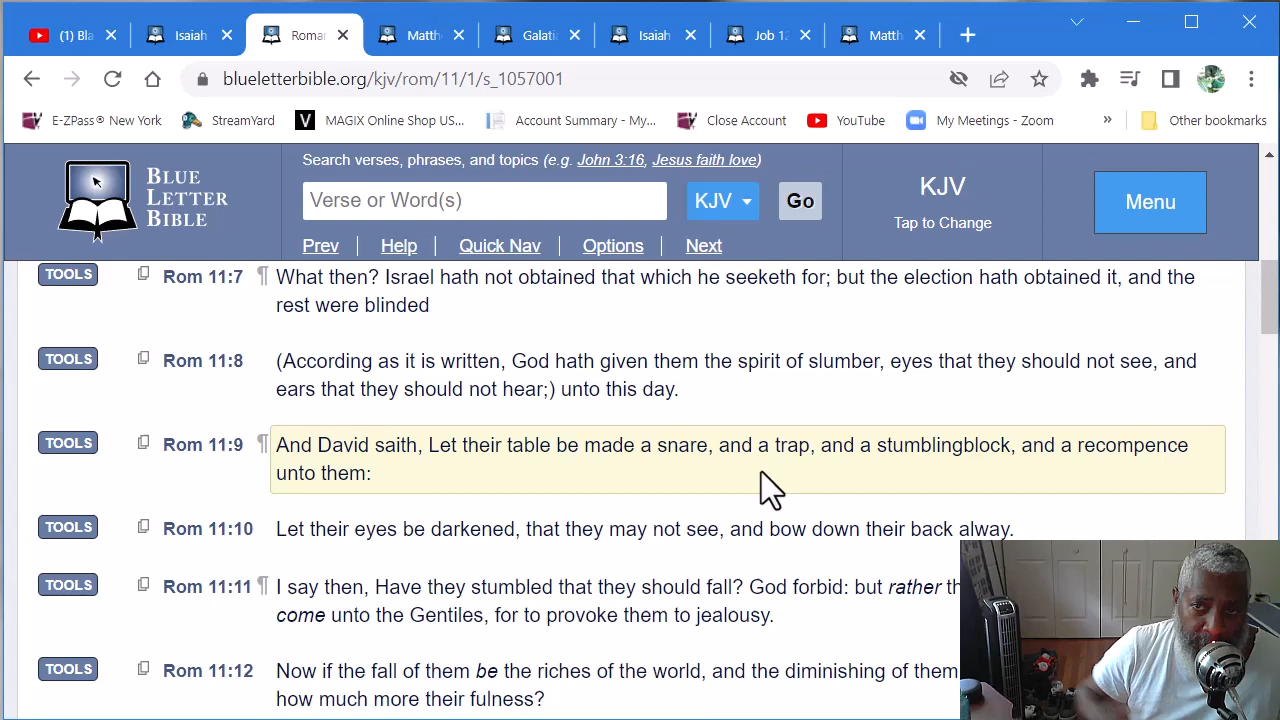 (1) Bla
Isaiah
Romar
Matth
Galati
Isaiah
Job 12
Matth
blueletterbible.org/kjv/rom/11/1/s_1057001
E-ZPass® New York
StreamYard
MAGIX Online Shop US...
Account Summary - My...
Close Account
YouTube
My Meetings - Zoom
»
Other bookmarks
BLUE
LETTER
BIBLE
Search verses, phrases, and topics (e.g. John 3:16, Jesus faith love)
Verse or Word(s)
KJV
Go
Prev | Help | Quick Nav | Options | Next
KJV
Tap to Change
Menu
TOOLS Rom 11:7 ¶ What then? Israel hath not obtained that which he seeketh for; but the election hath obtained it, and the
rest were blinded
TOOLS Rom 11:8 (According as it is written, God hath given them the spirit of slumber, eyes that they should not see, and
ears that they should not hear;) unto this day.
TOOLS Rom 11:9 ¶ And David saith, Let their table be made a snare, and a trap, and a stumblingblock, and a recompence
unto them:
TOOLS Rom 11:10 Let their eyes be darkened, that they may not see, and bow down their back alway.
TOOLS Rom 11:11 ¶ I say then, Have they stumbled that they should fall? God forbid: but rather th
come unto the Gentiles, for to provoke them to jealousy.
TOOLS Rom 11:12 Now if the fall of them be the riches of the world, and the diminishing of them
how much more their fulness?